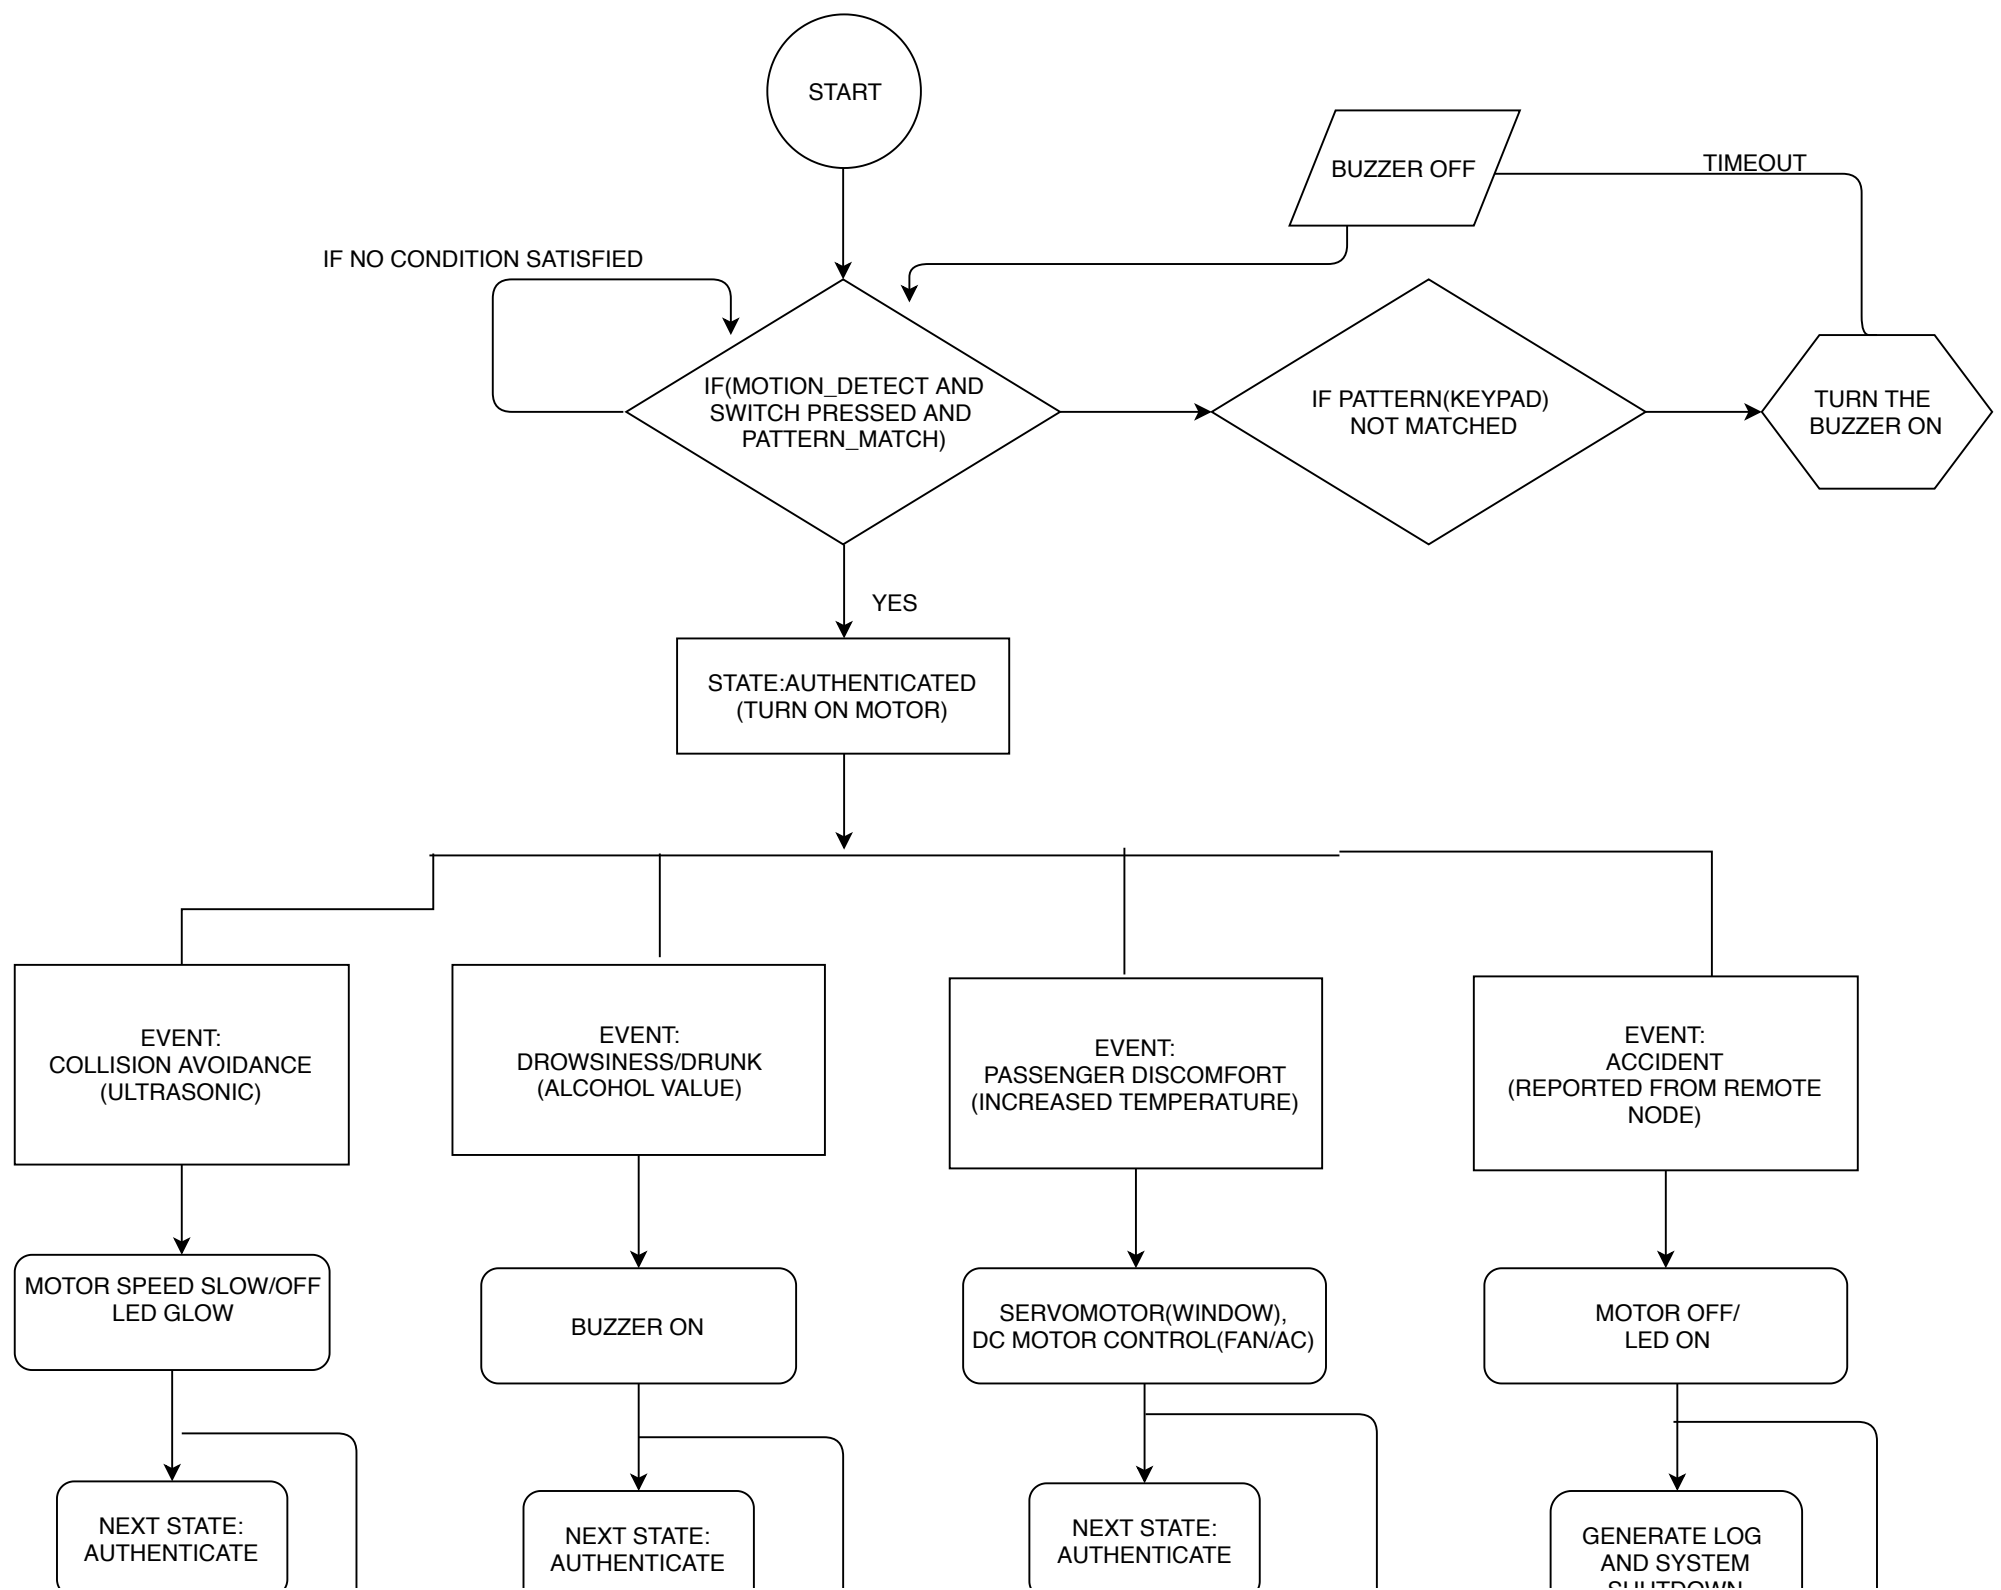 START
BUZZER OFF
TIMEOUT
IF NO CONDITION SATISFIED
IF(MOTION_DETECT AND
SWITCH PRESSED AND
PATTERN_MATCH)
IF PATTERN(KEYPAD)
NOT MATCHED
TURN THE
BUZZER ON
YES
STATE:AUTHENTICATED
(TURN ON MOTOR)
EVENT:
COLLISION AVOIDANCE
(ULTRASONIC)
EVENT:
DROWSINESS/DRUNK
(ALCOHOL VALUE)
EVENT:
PASSENGER DISCOMFORT
(INCREASED TEMPERATURE)
EVENT:
ACCIDENT
(REPORTED FROM REMOTE
NODE)
MOTOR SPEED SLOW/OFF
LED GLOW
BUZZER ON
SERVOMOTOR(WINDOW),
DC MOTOR CONTROL(FAN/AC)
MOTOR OFF/
LED ON
NEXT STATE:
AUTHENTICATE
NEXT STATE:
AUTHENTICATE
NEXT STATE:
AUTHENTICATE
GENERATE LOG
AND SYSTEM
SHUTDOWN